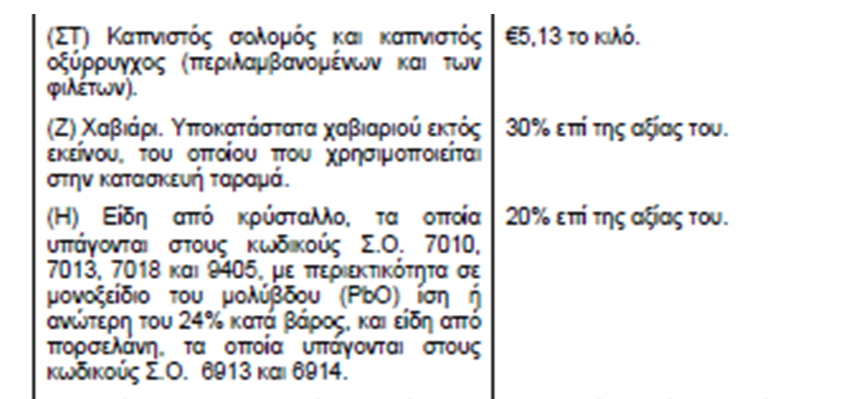 (ΣΤ) Καπνιστός σολομός και καπνιστός
οξύρρυγχος (περιλαμβανομένων και των
φιλέτων).
€5,13 το κιλό.
(Ζ) Χαβιάρι. Υποκατάστατα χαβιαριού εκτός
εκείνου, του οποίου που χρησιμοποιείται
στην κατασκευή ταραμά.
30% επί της αξίας του.
(Η) Είδη από κρύσταλλο, τα οποία
υπάγονται στους κωδικούς Σ.Ο. 7010,
7013, 7018 και 9405, με περιεκτικότητα σε
μονοξείδιο του μολύβδου (PbO) ίση ή
ανώτερη του 24% κατά βάρος, και είδη από
πορσελάνη, τα οποία υπάγονται στους
κωδικούς Σ.Ο. 6913 και 6914.
20% επί της αξίας του.